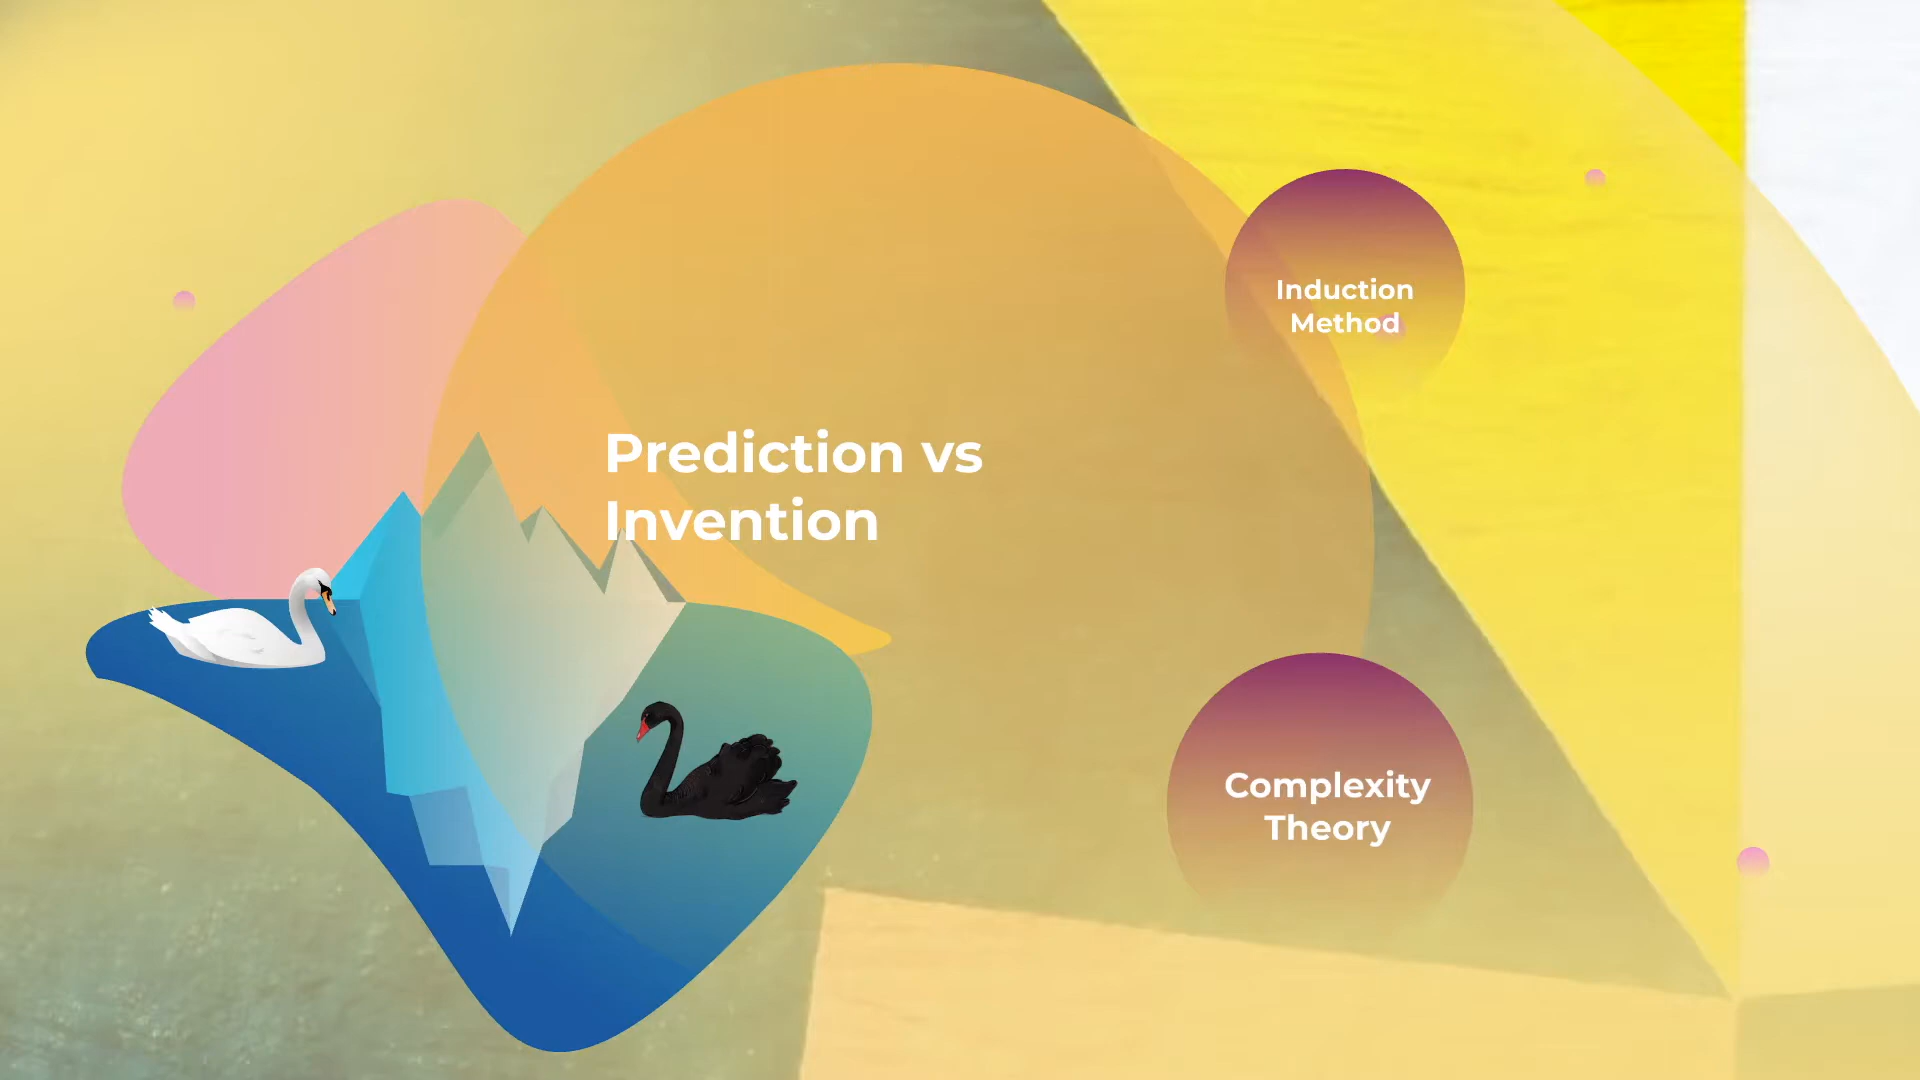 Prediction vs
Invention
Induction
Method
Complexity
Theory